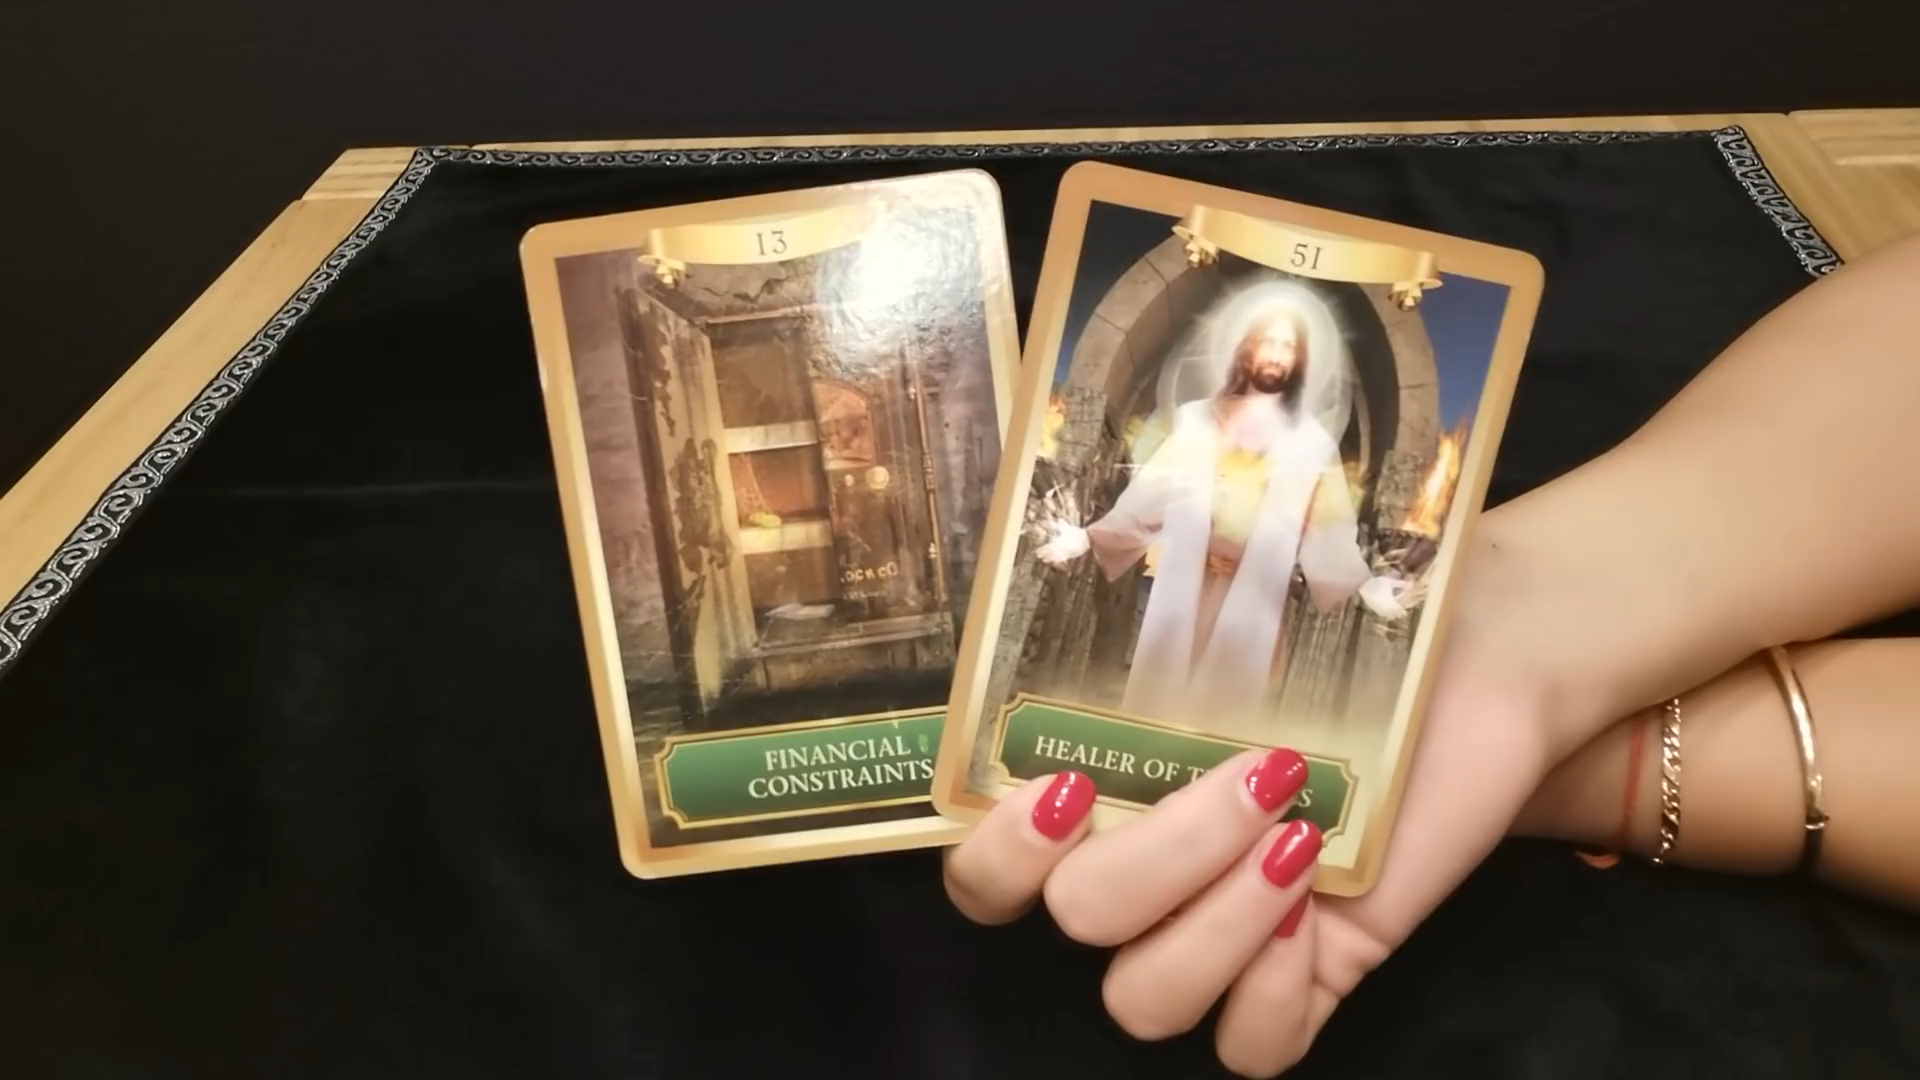 13
FINANCIAL
CONSTRAINTS
51
HEALER OF